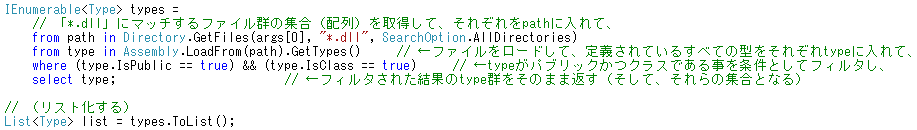 IEnumerable<Type> types =
// 「*.dll」にマッチするファイル群の集合（配列）を取得して、それぞれをpathに入れて、
from path in Directory.GetFiles(args[0], "*.dll", SearchOption.AllDirectories)
from type in Assembly.LoadFrom(path).GetTypes() // ←ファイルをロードして、定義されているすべての型をそれぞれtypeに入れて、
where (type.IsPublic == true) && (type.IsClass == true) // ←typeがパブリックかつクラスである事を条件としてフィルタし、
select type; // ←フィルタされた結果のtype群をそのまま返す（そして、それらの集合となる）
// （リスト化する）
List<Type> list = types.ToList();